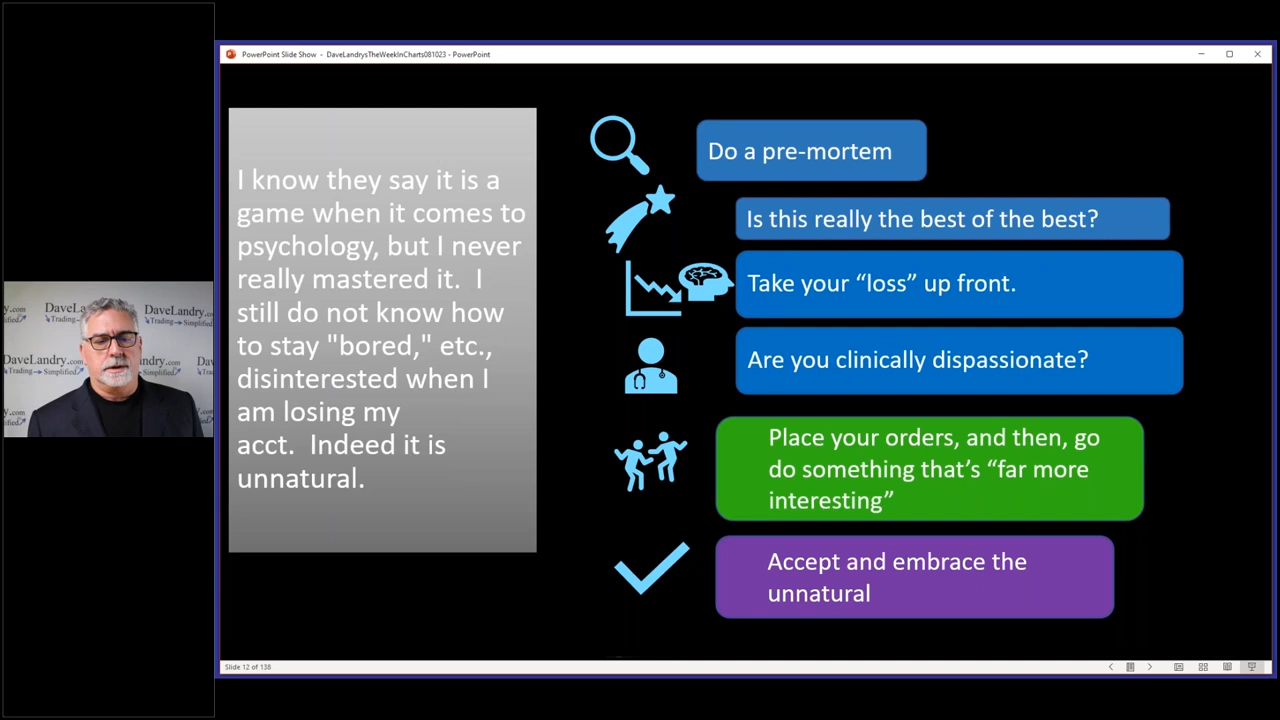 PowerPoint Slide Show - DaveLandrysTheWeekInCharts081023 - PowerPoint
I know they say it is a
game when it comes to
psychology, but I never
really mastered it. I
still do not know how
to stay "bored," etc.,
disinterested when I
am losing my
acct. Indeed it is
unnatural.
Do a pre-mortem
Is this really the best of the best?
Take your “loss” up front.
Are you clinically dispassionate?
Place your orders, and then, go
do something that’s “far more
interesting”
Accept and embrace the
unnatural
DaveLandry.com
Trading Simplified
Slide 12 of 138